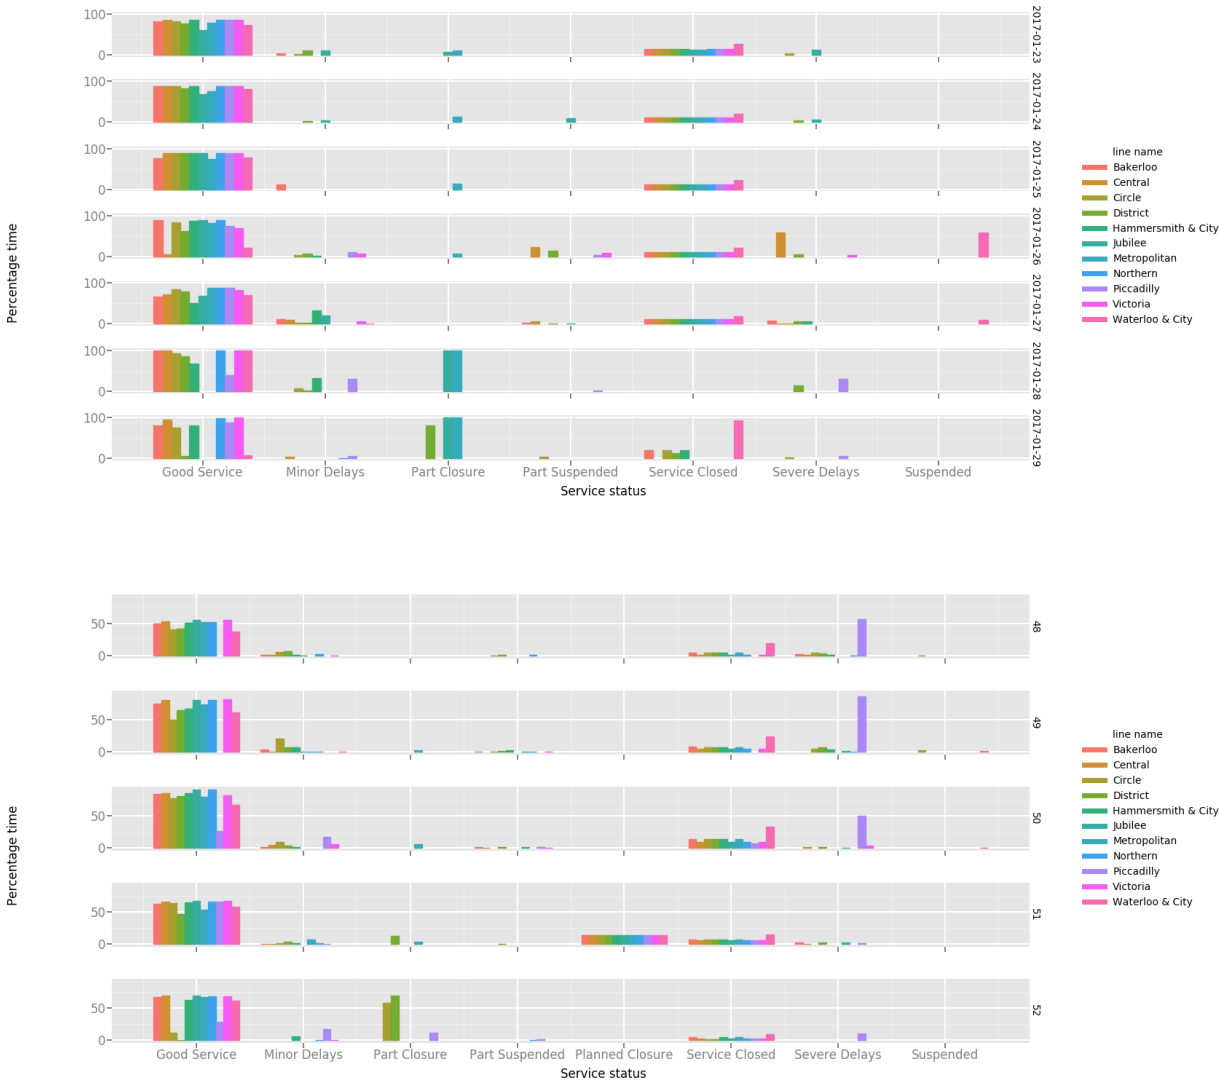 100
0
2017-01-23
100
0
2017-01-24
100
0
2017-01-25
100
0
2017-01-26
100
0
2017-01-27
100
0
2017-01-28
100
0
2017-01-29
Good Service Minor Delays Part Closure Part Suspended Service Closed Severe Delays Suspended
Service status
Percentage time
line name
Bakerloo
Central
Circle
District
Hammersmith & City
Jubilee
Metropolitan
Northern
Piccadilly
Victoria
Waterloo & City
50
0
48
50
0
49
50
0
50
50
0
51
50
0
52
Good Service Minor Delays Part Closure Part Suspended Planned Closure Service Closed Severe Delays Suspended
Service status
Percentage time
line name
Bakerloo
Central
Circle
District
Hammersmith & City
Jubilee
Metropolitan
Northern
Piccadilly
Victoria
Waterloo & City